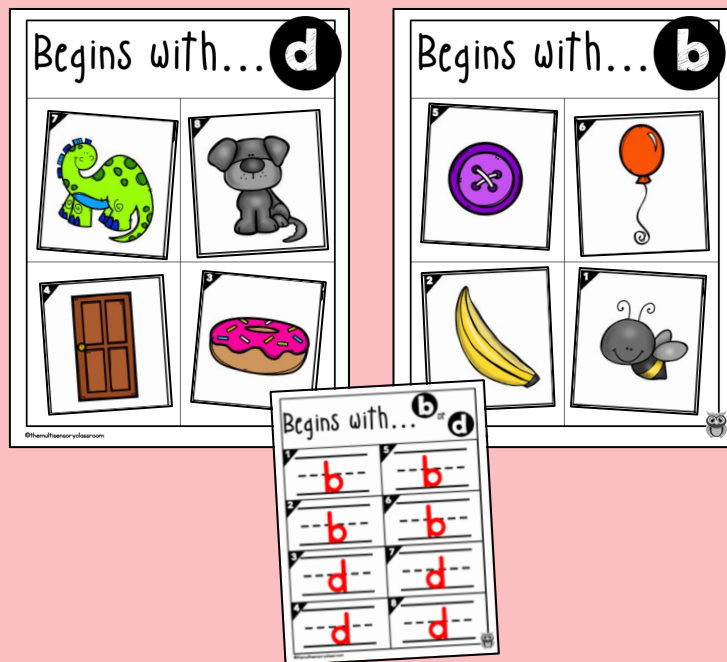 Begins with... d
7
8
4
3
©themultisensoryclassroom
Begins with... b
5
6
2
1
Begins with... b or d
1 b
5 b
2 b
6 b
3 d
7 d
4 d
8 d
©themultisensoryclassroom